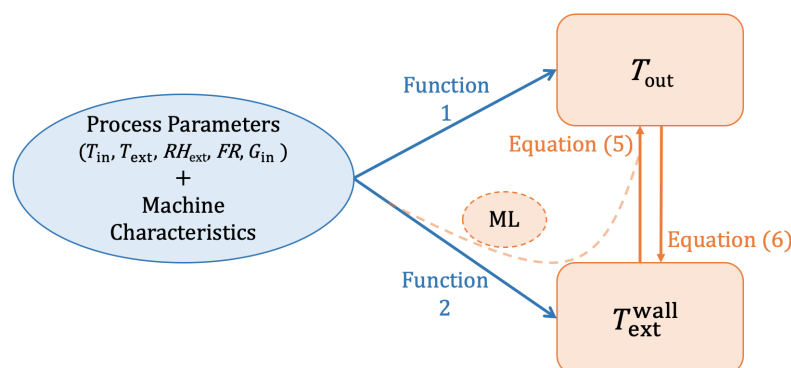 Process Parameters
(T_in, T_ext, RH_ext, FR, G_in )
+
Machine
Characteristics
Function
1
T_out
Equation (5)
ML
Equation (6)
Function
2
T_ext^wall